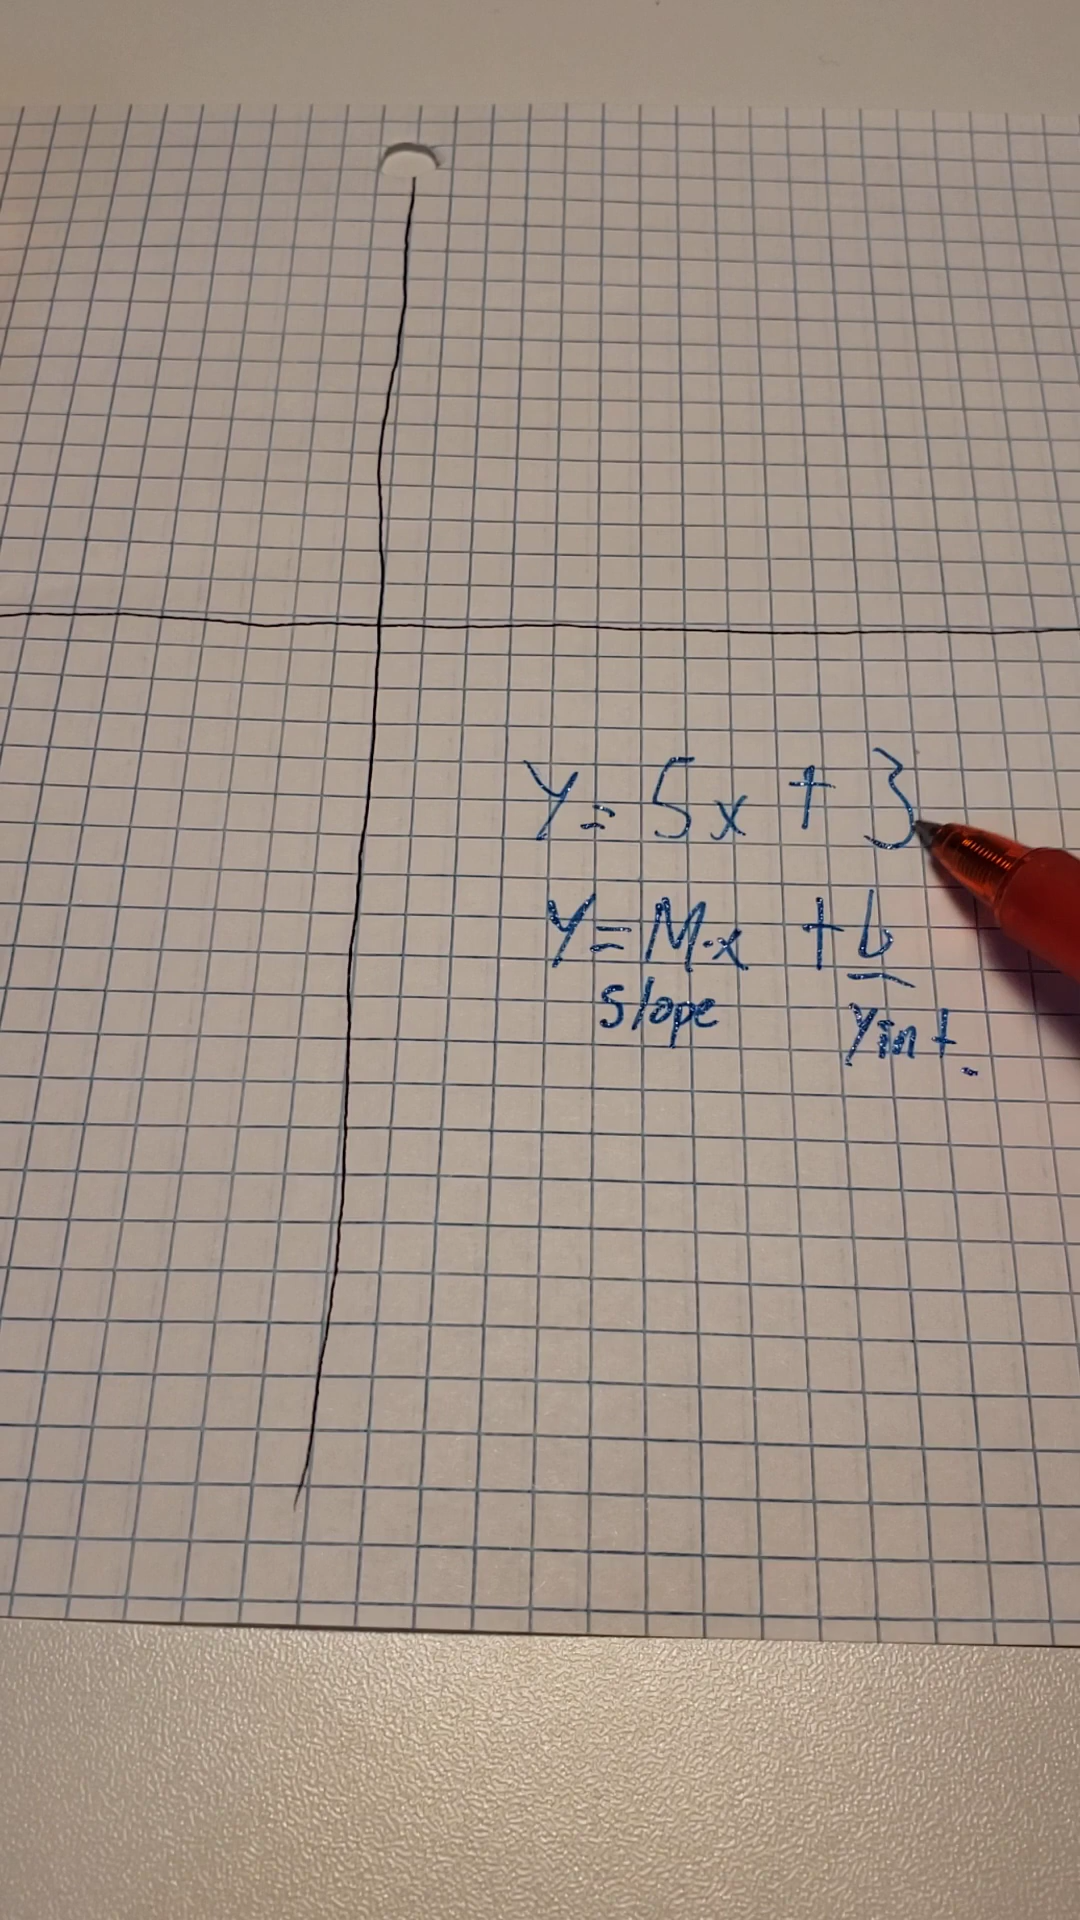 Y = 5x + 3
Y = M·x + b
Slope
Yint.